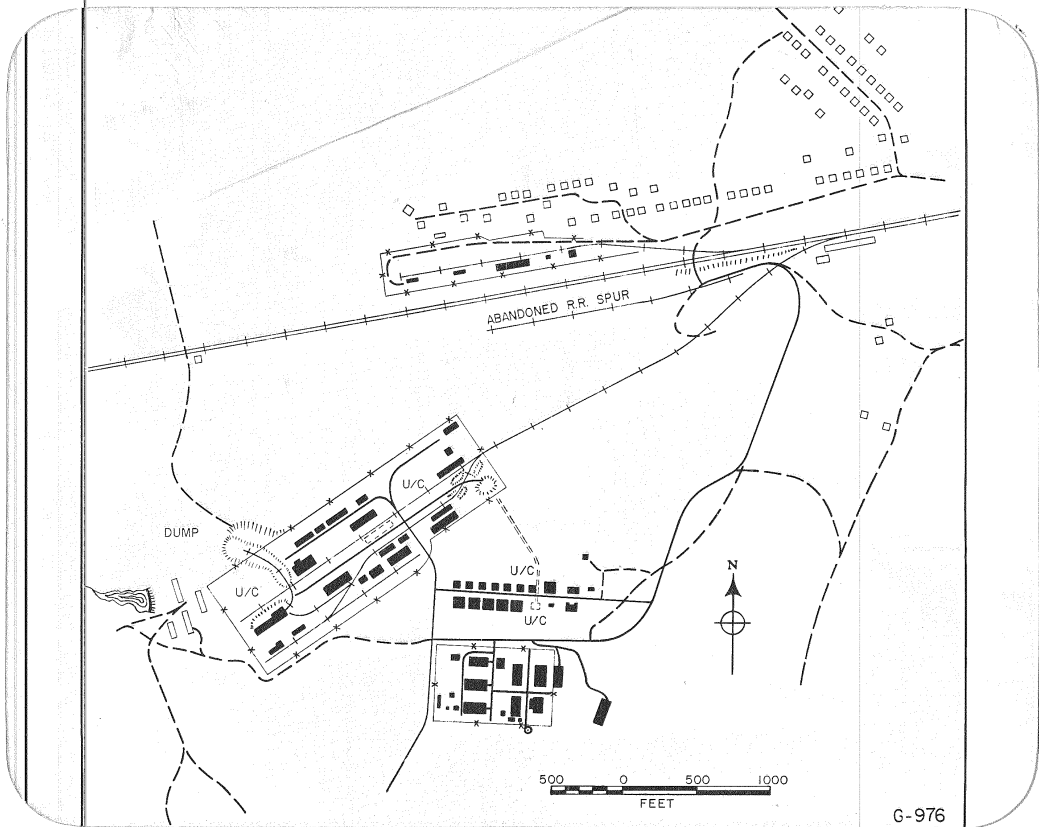 ABANDONED R.R. SPUR
U/C
DUMP
U/C
U/C
U/C
N
500 0 500 1000
FEET
G-976